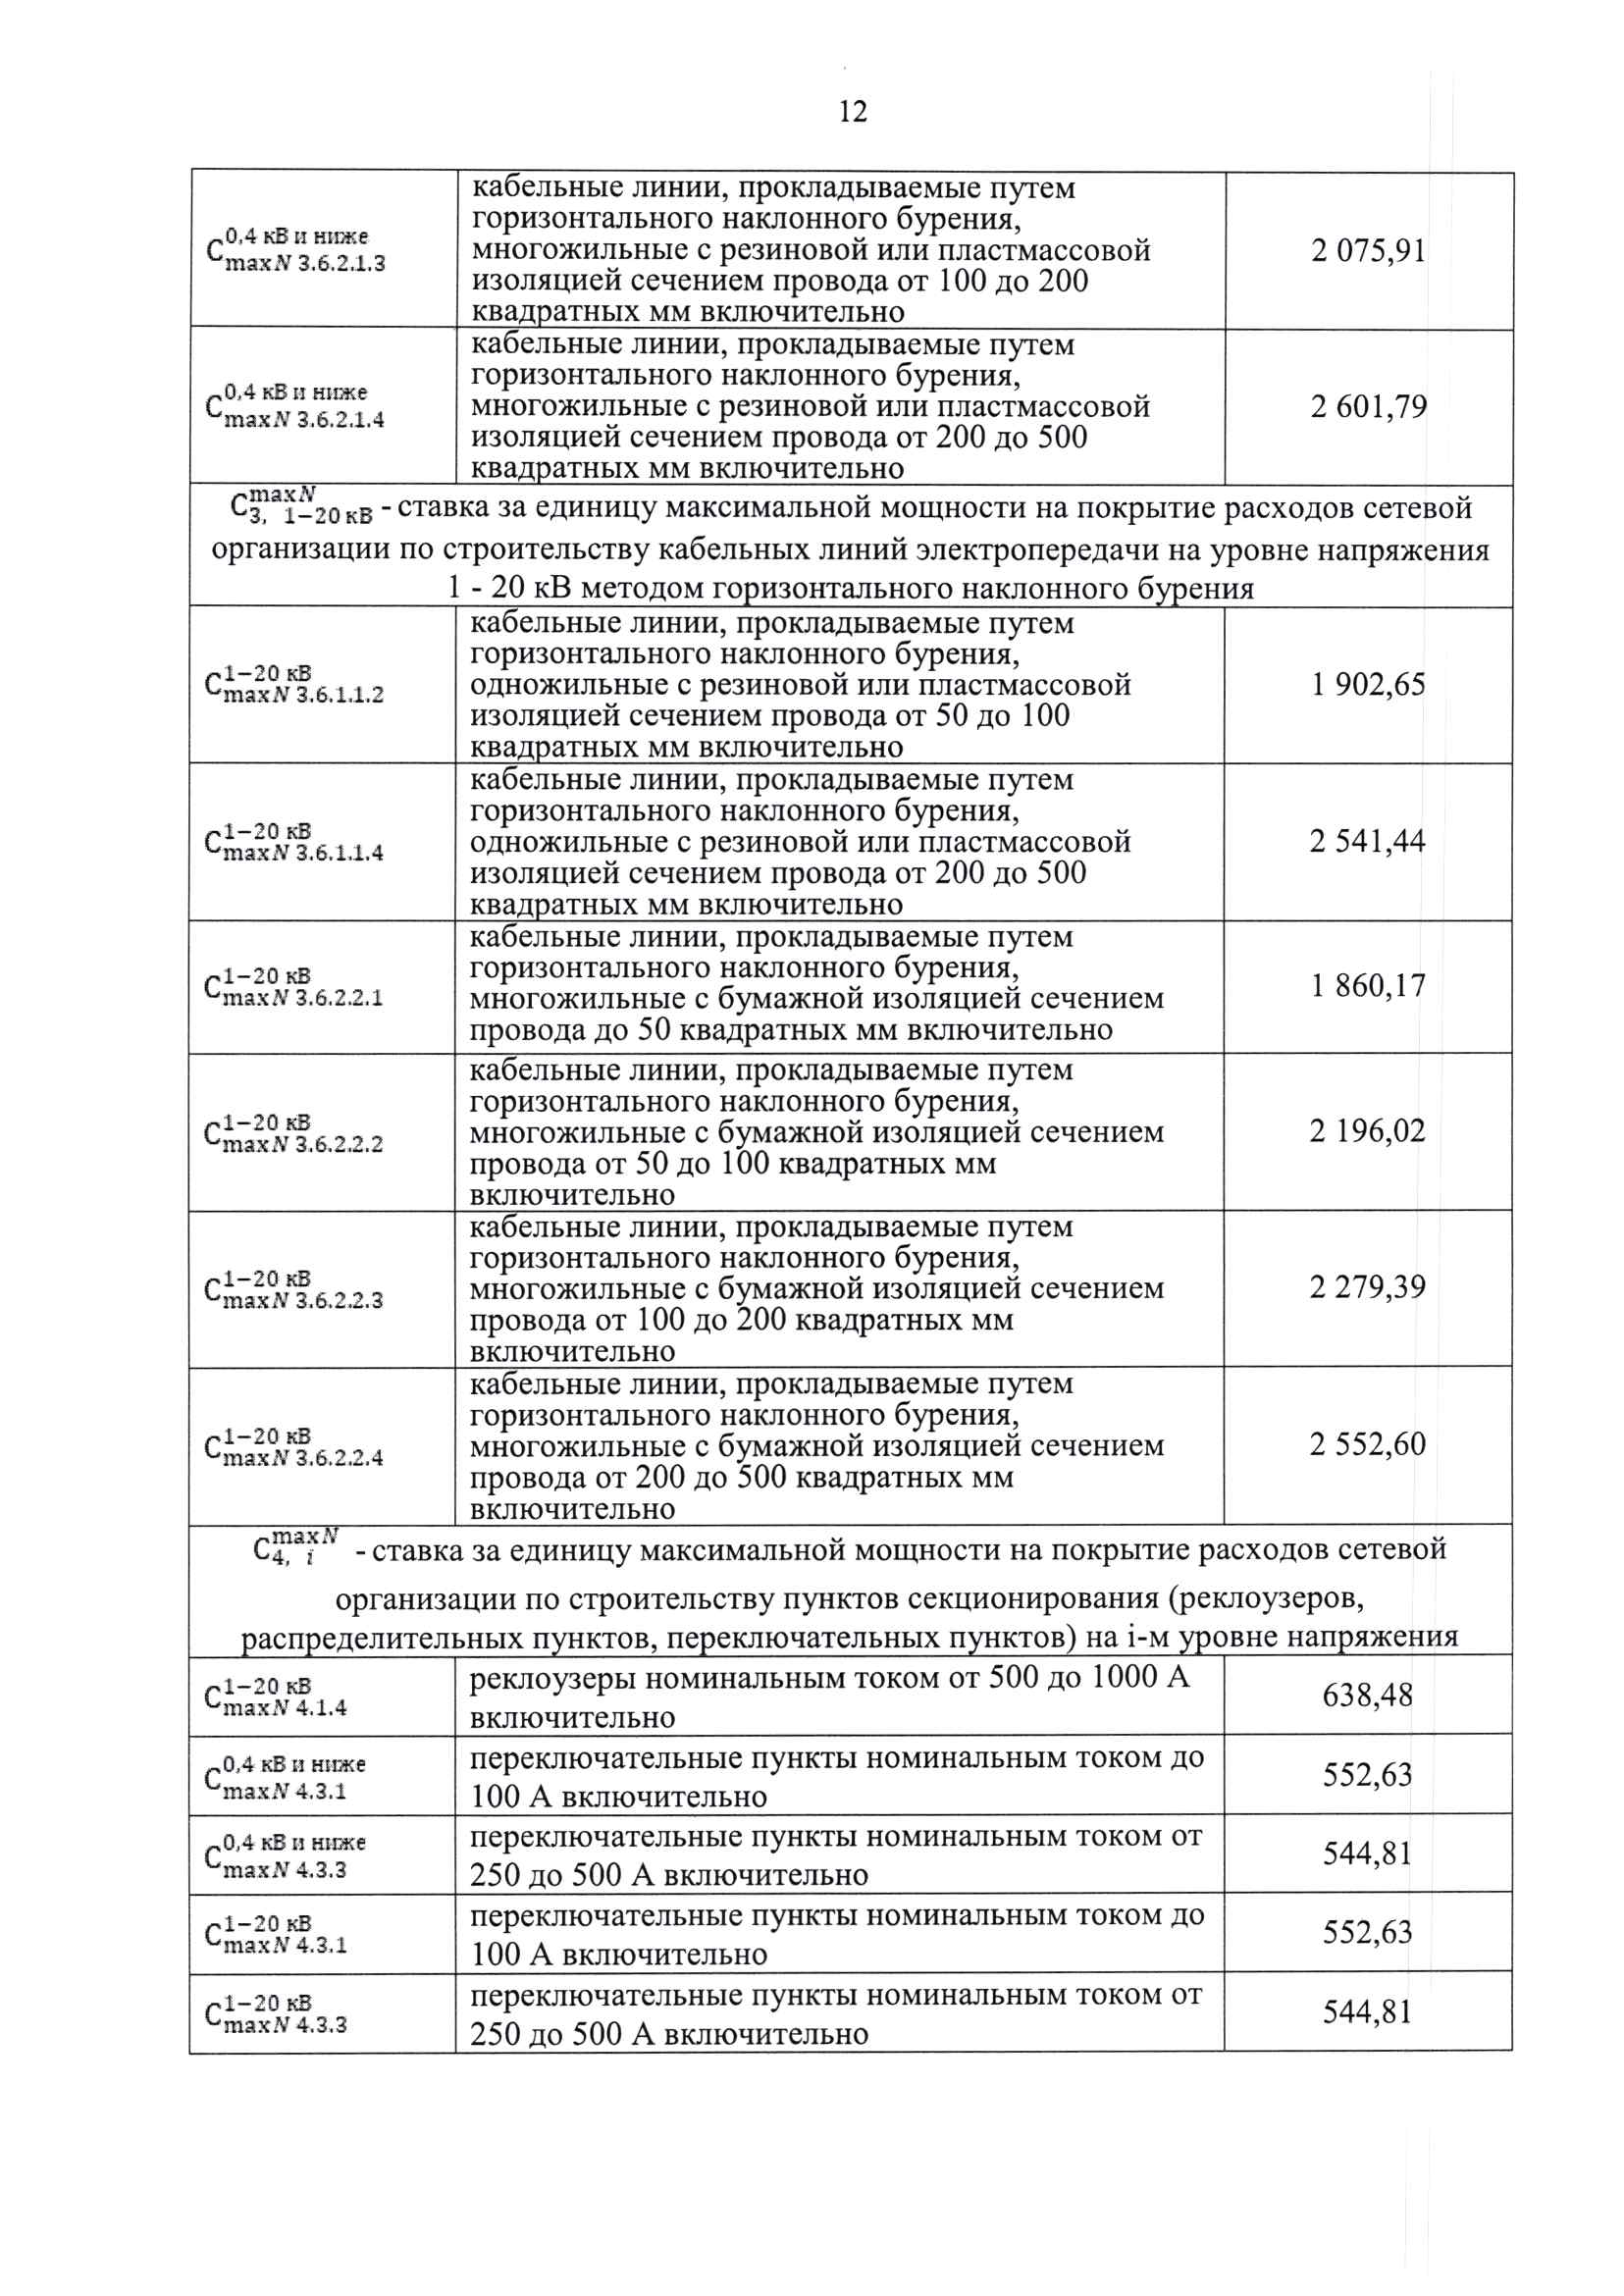 12
C 0,4 кВ и ниже maxN 3.6.2.1.3
кабельные линии, прокладываемые путем
горизонтального наклонного бурения,
многожильные с резиновой или пластмассовой
изоляцией сечением провода от 100 до 200
квадратных мм включительно
2 075,91
C 0,4 кВ и ниже maxN 3.6.2.1.4
кабельные линии, прокладываемые путем
горизонтального наклонного бурения,
многожильные с резиновой или пластмассовой
изоляцией сечением провода от 200 до 500
квадратных мм включительно
2 601,79
C maxN 3, 1–20 кВ - ставка за единицу максимальной мощности на покрытие расходов сетевой
организации по строительству кабельных линий электропередачи на уровне напряжения
1 - 20 кВ методом горизонтального наклонного бурения
C 1–20 кВ maxN 3.6.1.1.2
кабельные линии, прокладываемые путем
горизонтального наклонного бурения,
одножильные с резиновой или пластмассовой
изоляцией сечением провода от 50 до 100
квадратных мм включительно
1 902,65
C 1–20 кВ maxN 3.6.1.1.4
кабельные линии, прокладываемые путем
горизонтального наклонного бурения,
одножильные с резиновой или пластмассовой
изоляцией сечением провода от 200 до 500
квадратных мм включительно
2 541,44
C 1–20 кВ maxN 3.6.2.2.1
кабельные линии, прокладываемые путем
горизонтального наклонного бурения,
многожильные с бумажной изоляцией сечением
провода до 50 квадратных мм включительно
1 860,17
C 1–20 кВ maxN 3.6.2.2.2
кабельные линии, прокладываемые путем
горизонтального наклонного бурения,
многожильные с бумажной изоляцией сечением
провода от 50 до 100 квадратных мм
включительно
2 196,02
C 1–20 кВ maxN 3.6.2.2.3
кабельные линии, прокладываемые путем
горизонтального наклонного бурения,
многожильные с бумажной изоляцией сечением
провода от 100 до 200 квадратных мм
включительно
2 279,39
C 1–20 кВ maxN 3.6.2.2.4
кабельные линии, прокладываемые путем
горизонтального наклонного бурения,
многожильные с бумажной изоляцией сечением
провода от 200 до 500 квадратных мм
включительно
2 552,60
C maxN 4, i - ставка за единицу максимальной мощности на покрытие расходов сетевой
организации по строительству пунктов секционирования (реклоузеров,
распределительных пунктов, переключательных пунктов) на i-м уровне напряжения
C 1–20 кВ maxN 4.1.4
реклоузеры номинальным током от 500 до 1000 А
включительно
638,48
C 0,4 кВ и ниже maxN 4.3.1
переключательные пункты номинальным током до
100 А включительно
552,63
C 0,4 кВ и ниже maxN 4.3.3
переключательные пункты номинальным током от
250 до 500 А включительно
544,81
C 1–20 кВ maxN 4.3.1
переключательные пункты номинальным током до
100 А включительно
552,63
C 1–20 кВ maxN 4.3.3
переключательные пункты номинальным током от
250 до 500 А включительно
544,81